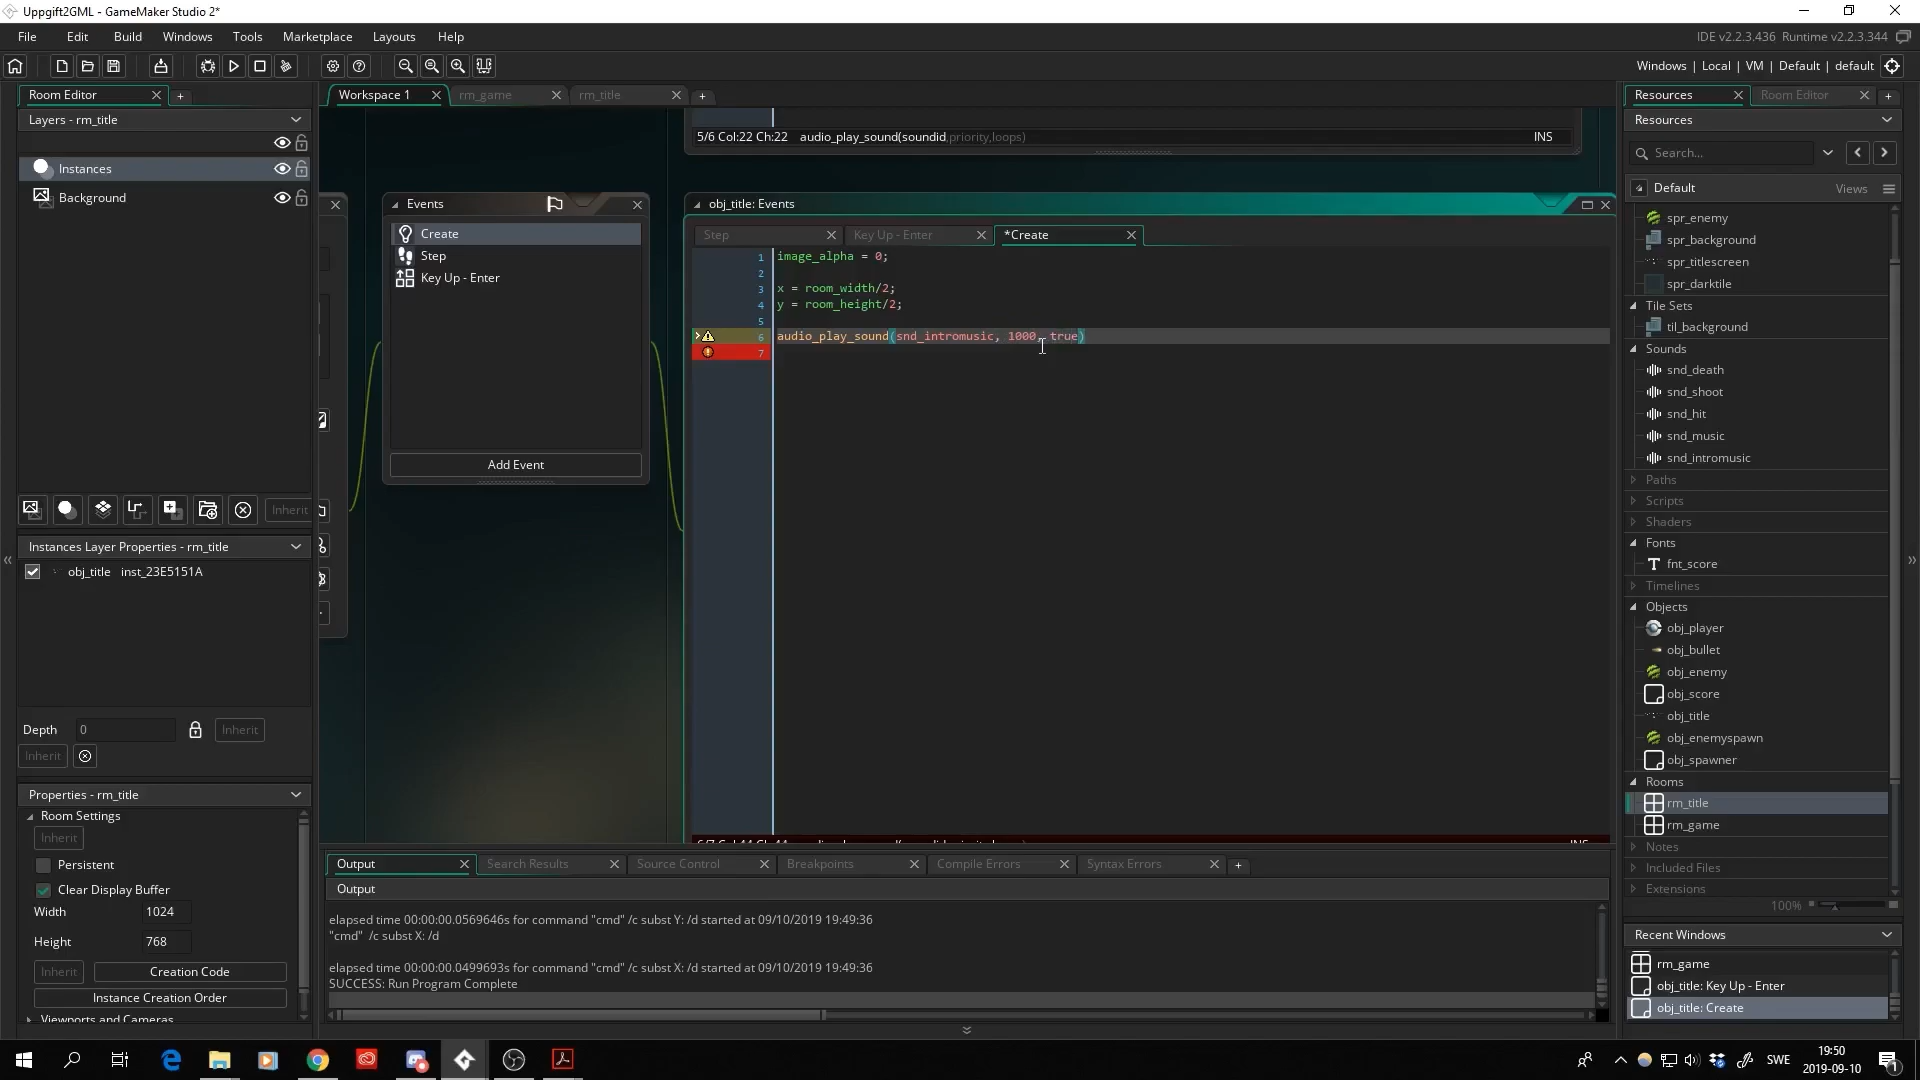 Uppgift2GML - GameMaker Studio 2*
File Edit Build Windows Tools Marketplace Layouts Help
IDE v2.2.3.436 Runtime v2.2.3.344
Windows | Local | VM | Default | default
Room Editor
Workspace 1
rm_game
rm_title
Resources
Room Editor
Layers - rm_title
Instances
Background
5/6 Col:22 Ch:22 audio_play_sound(soundid,priority,loops) INS
Events
Create
Step
Key Up - Enter
Add Event
obj_title: Events
Step
Key Up - Enter
*Create
1 image_alpha = 0;
2
3 x = room_width/2;
4 y = room_height/2;
5
6 audio_play_sound(snd_intromusic, 1000, true)
7
Inherit
Instances Layer Properties - rm_title
obj_title inst_23E5151A
Depth 0 Inherit
Inherit
Properties - rm_title
Room Settings
Inherit
Persistent
Clear Display Buffer
Width 1024
Height 768
Inherit Creation Code
Instance Creation Order
Viewports and Cameras
Output
Search Results
Source Control
Breakpoints
Compile Errors
Syntax Errors
Output
elapsed time 00:00:00.0569646s for command "cmd" /c subst Y: /d started at 09/10/2019 19:49:36
"cmd" /c subst X: /d
elapsed time 00:00:00.0499693s for command "cmd" /c subst X: /d started at 09/10/2019 19:49:36
SUCCESS: Run Program Complete
Resources
Search...
Default Views
spr_enemy
spr_background
spr_titlescreen
spr_darktile
Tile Sets
til_background
Sounds
snd_death
snd_shoot
snd_hit
snd_music
snd_intromusic
Paths
Scripts
Shaders
Fonts
fnt_score
Timelines
Objects
obj_player
obj_bullet
obj_enemy
obj_score
obj_title
obj_enemyspawn
obj_spawner
Rooms
rm_title
rm_game
Notes
Included Files
Extensions
100%
Recent Windows
rm_game
obj_title: Key Up - Enter
obj_title: Create
SWE
19:50
2019-09-10
1